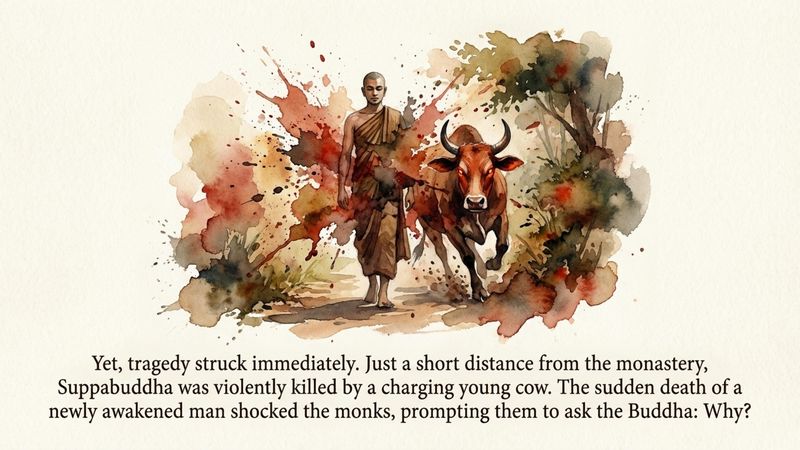 Yet, tragedy struck immediately. Just a short distance from the monastery,
Suppabuddha was violently killed by a charging young cow. The sudden death of a
newly awakened man shocked the monks, prompting them to ask the Buddha: Why?